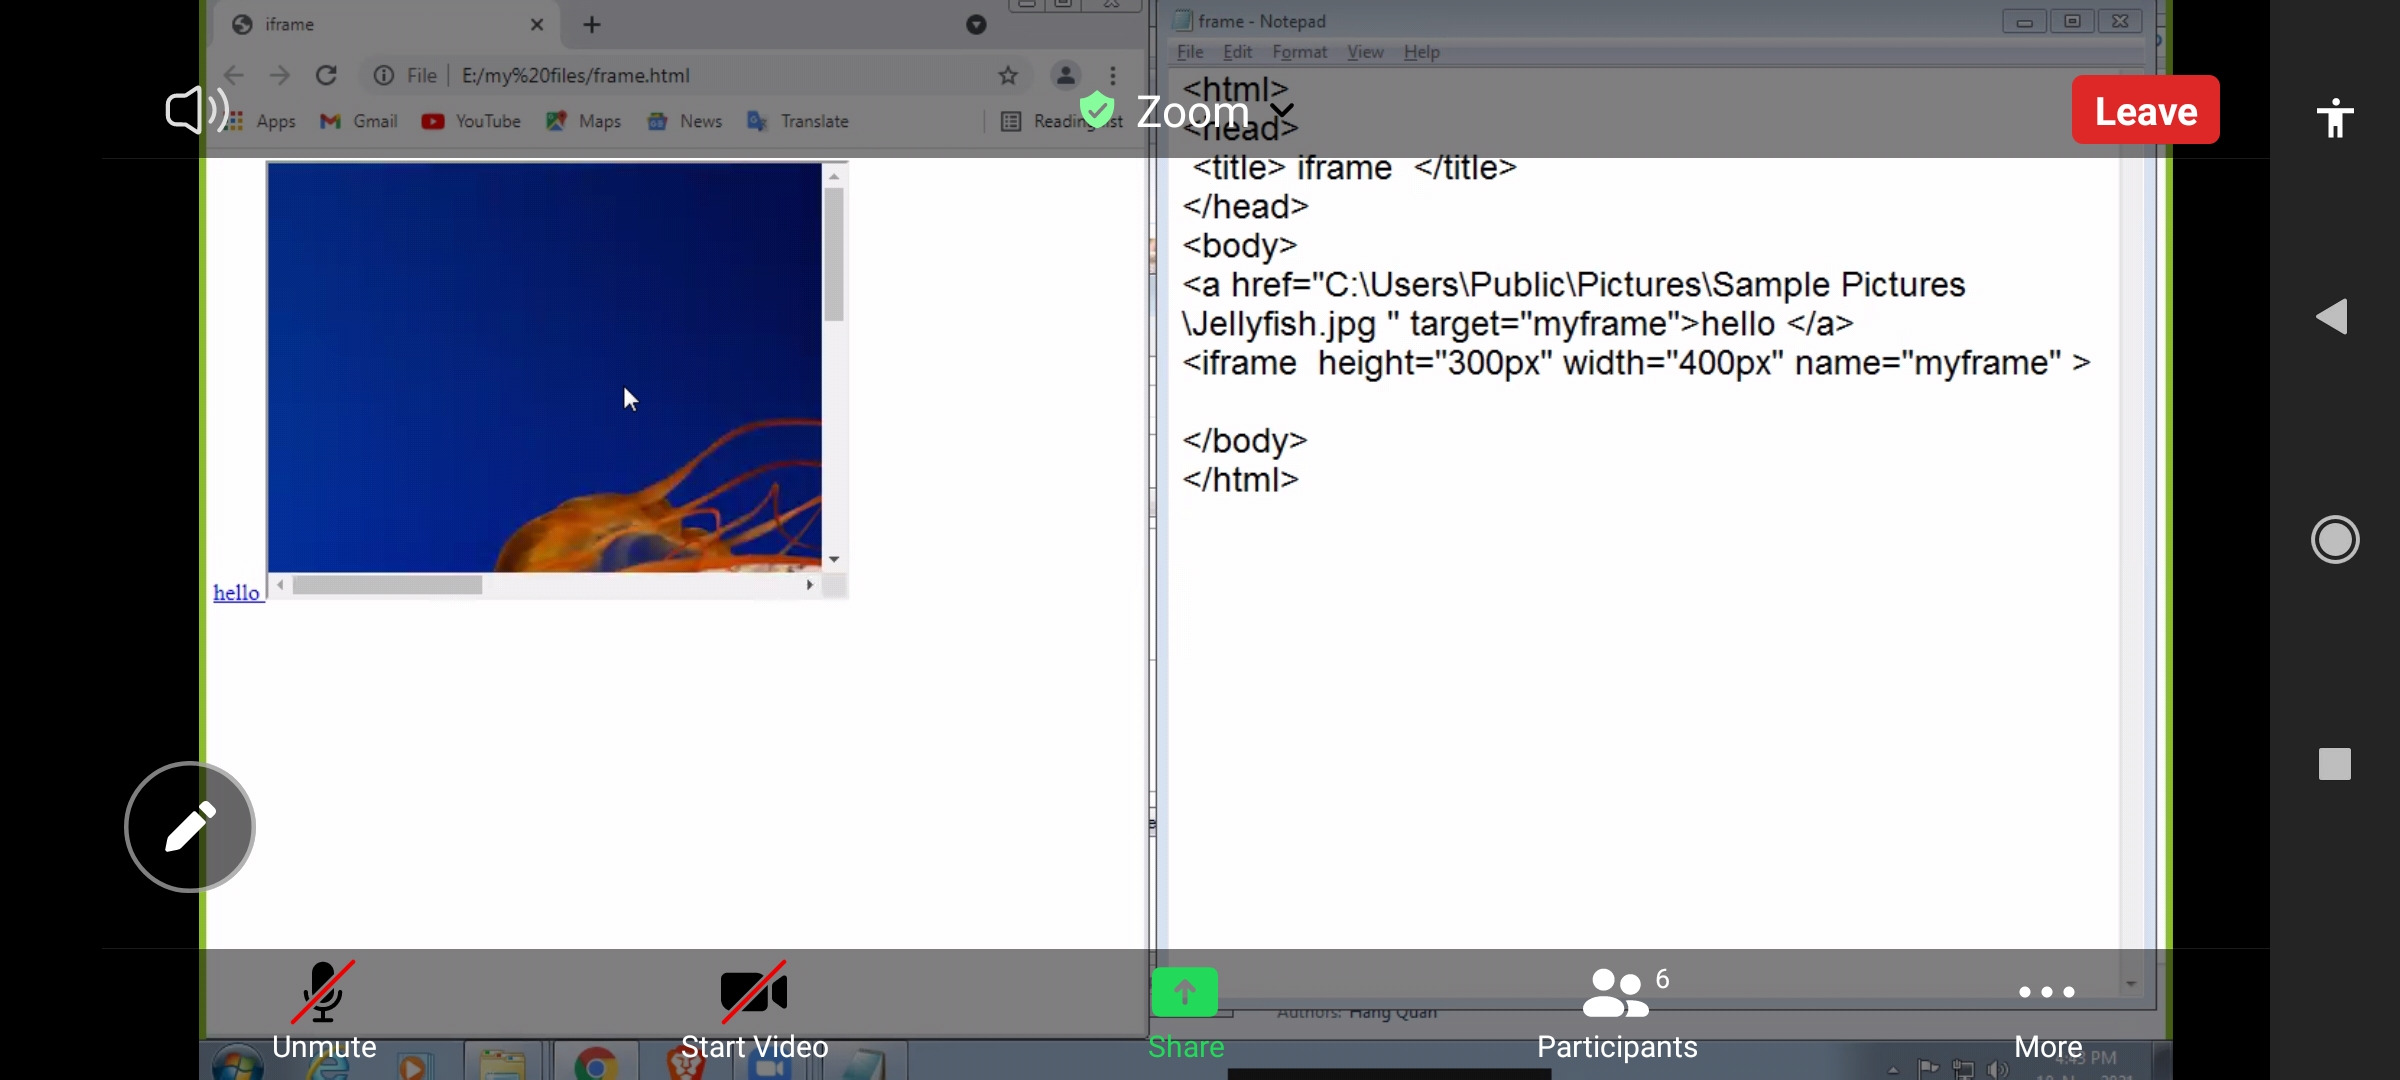 iframe
File | E:/my%20files/frame.html
Apps Gmail YouTube Maps News Translate
hello
frame - Notepad
File Edit Format View Help
<html>
<head>
<title> iframe </title>
</head>
<body>
<a href="C:\Users\Public\Pictures\Sample Pictures
\Jellyfish.jpg " target="myframe">hello </a>
<iframe height="300px" width="400px" name="myframe" >
</body>
</html>
Zoom
Leave
Authors: Hang Quan
Unmute
Start Video
Share
6
Participants
More